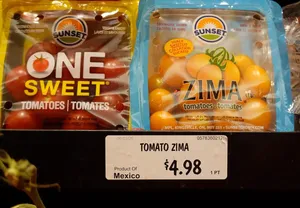 SUNSET
ONE
SWEET
TOMATOES | TOMATES
SUNSET
ZIMA
tomatoes · tomates
TOMATO ZIMA
Product Of
Mexico
$4.98
1 PT